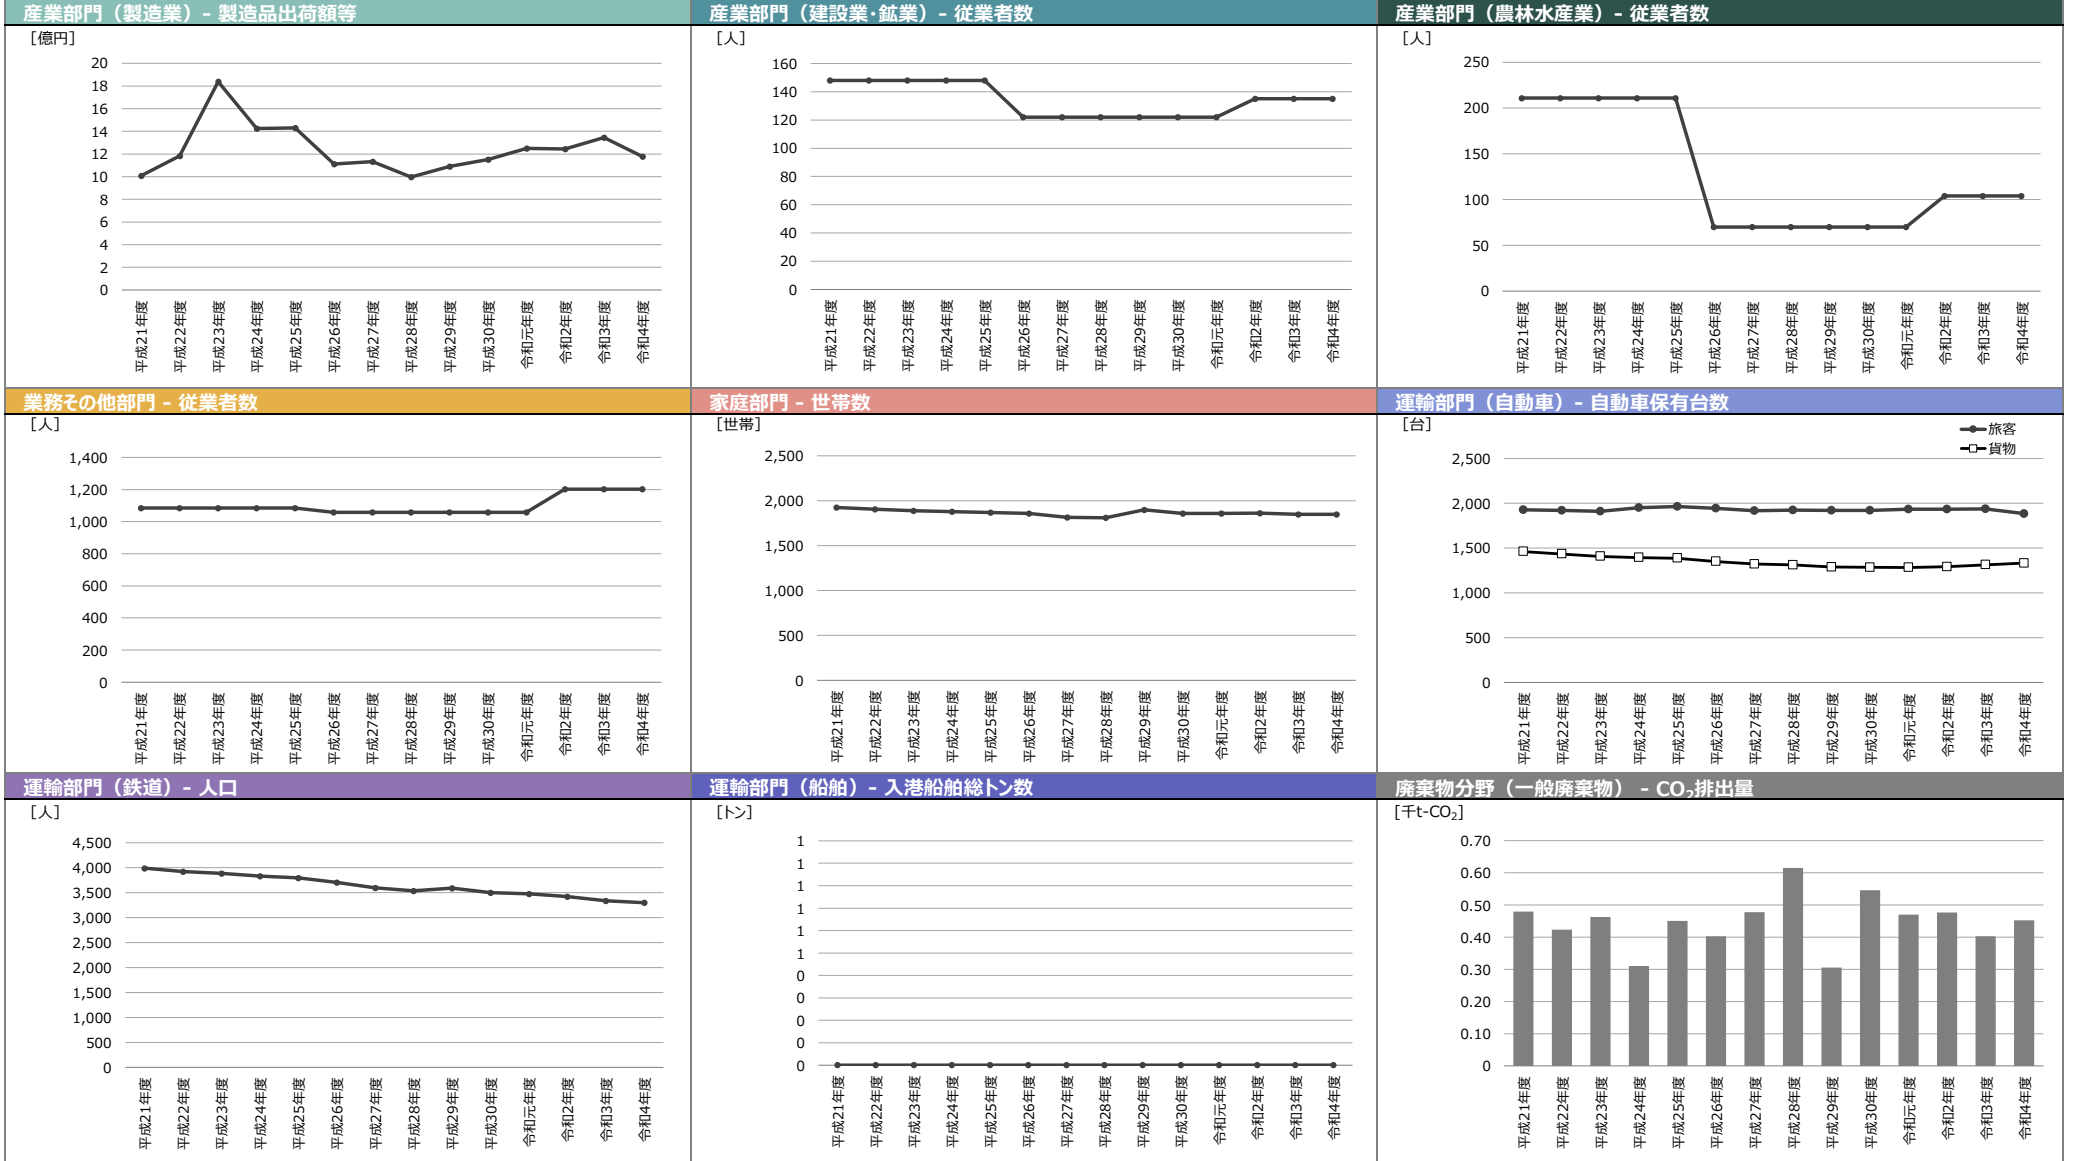 産業部門（製造業）- 製造品出荷額等
[億円]
20
18
16
14
12
10
8
6
4
2
0
平成21年度
平成22年度
平成23年度
平成24年度
平成25年度
平成26年度
平成27年度
平成28年度
平成29年度
平成30年度
令和元年度
令和2年度
令和3年度
令和4年度
産業部門（建設業･鉱業）- 従業者数
[人]
160
140
120
100
80
60
40
20
0
平成21年度
平成22年度
平成23年度
平成24年度
平成25年度
平成26年度
平成27年度
平成28年度
平成29年度
平成30年度
令和元年度
令和2年度
令和3年度
令和4年度
産業部門（農林水産業）- 従業者数
[人]
250
200
150
100
50
0
平成21年度
平成22年度
平成23年度
平成24年度
平成25年度
平成26年度
平成27年度
平成28年度
平成29年度
平成30年度
令和元年度
令和2年度
令和3年度
令和4年度
業務その他部門 - 従業者数
[人]
1,400
1,200
1,000
800
600
400
200
0
平成21年度
平成22年度
平成23年度
平成24年度
平成25年度
平成26年度
平成27年度
平成28年度
平成29年度
平成30年度
令和元年度
令和2年度
令和3年度
令和4年度
家庭部門 - 世帯数
[世帯]
2,500
2,000
1,500
1,000
500
0
平成21年度
平成22年度
平成23年度
平成24年度
平成25年度
平成26年度
平成27年度
平成28年度
平成29年度
平成30年度
令和元年度
令和2年度
令和3年度
令和4年度
運輸部門（自動車）- 自動車保有台数
[台]
旅客
貨物
2,500
2,000
1,500
1,000
500
0
平成21年度
平成22年度
平成23年度
平成24年度
平成25年度
平成26年度
平成27年度
平成28年度
平成29年度
平成30年度
令和元年度
令和2年度
令和3年度
令和4年度
運輸部門（鉄道）- 人口
[人]
4,500
4,000
3,500
3,000
2,500
2,000
1,500
1,000
500
0
平成21年度
平成22年度
平成23年度
平成24年度
平成25年度
平成26年度
平成27年度
平成28年度
平成29年度
平成30年度
令和元年度
令和2年度
令和3年度
令和4年度
運輸部門（船舶）- 入港船舶総トン数
[トン]
1
1
1
1
1
1
0
0
0
0
0
平成21年度
平成22年度
平成23年度
平成24年度
平成25年度
平成26年度
平成27年度
平成28年度
平成29年度
平成30年度
令和元年度
令和2年度
令和3年度
令和4年度
廃棄物分野（一般廃棄物） - CO₂排出量
[千t-CO₂]
0.70
0.60
0.50
0.40
0.30
0.20
0.10
0
平成21年度
平成22年度
平成23年度
平成24年度
平成25年度
平成26年度
平成27年度
平成28年度
平成29年度
平成30年度
令和元年度
令和2年度
令和3年度
令和4年度